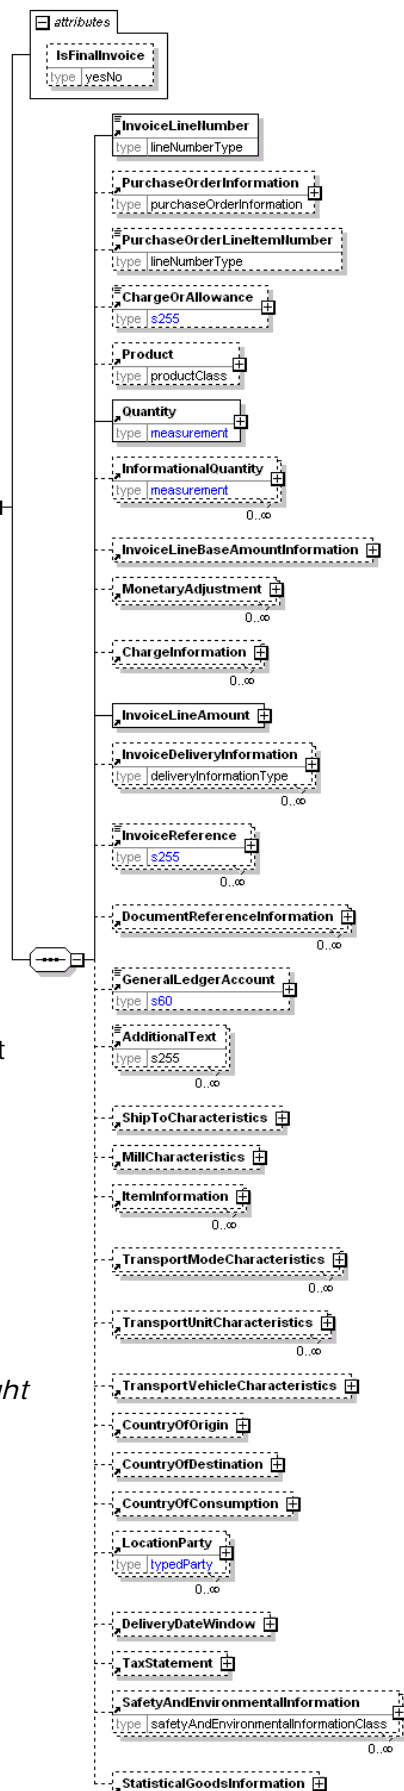 attributes
IsFinalInvoice
type yesNo
InvoiceLineNumber
type lineNumberType
PurchaseOrderInformation
type purchaseOrderInformation
PurchaseOrderLineItemNumber
type lineNumberType
ChargeOrAllowance
type s255
Product
type productClass
Quantity
type measurement
InformationalQuantity
type measurement
0..∞
InvoiceLineBaseAmountInformation
MonetaryAdjustment
0..∞
ChargeInformation
0..∞
InvoiceLineAmount
InvoiceDeliveryInformation
type deliveryInformationType
0..∞
InvoiceReference
type s255
0..∞
DocumentReferenceInformation
0..∞
GeneralLedgerAccount
type s60
AdditionalText
t
type s255
0..∞
ShipToCharacteristics
MillCharacteristics
ItemInformation
0..∞
TransportModeCharacteristics
0..∞
TransportUnitCharacteristics
0..∞
TransportVehicleCharacteristics
ght
CountryOfOrigin
CountryOfDestination
CountryOfConsumption
LocationParty
type typedParty
0..∞
DeliveryDateWindow
TaxStatement
SafetyAndEnvironmentalInformation
type safetyAndEnvironmentalInformationClass
0..∞
StatisticalGoodsInformation